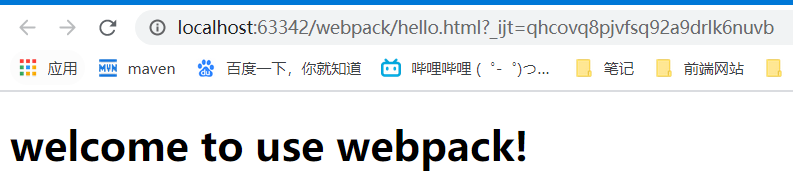 localhost:63342/webpack/hello.html?_ijt=qhcovq8pjvfsq92a9drlk6nuvb
应用 MVN maven 百度一下，你就知道 哔哩哔哩 ( ゜- ゜)つ... 笔记 前端网站
welcome to use webpack!